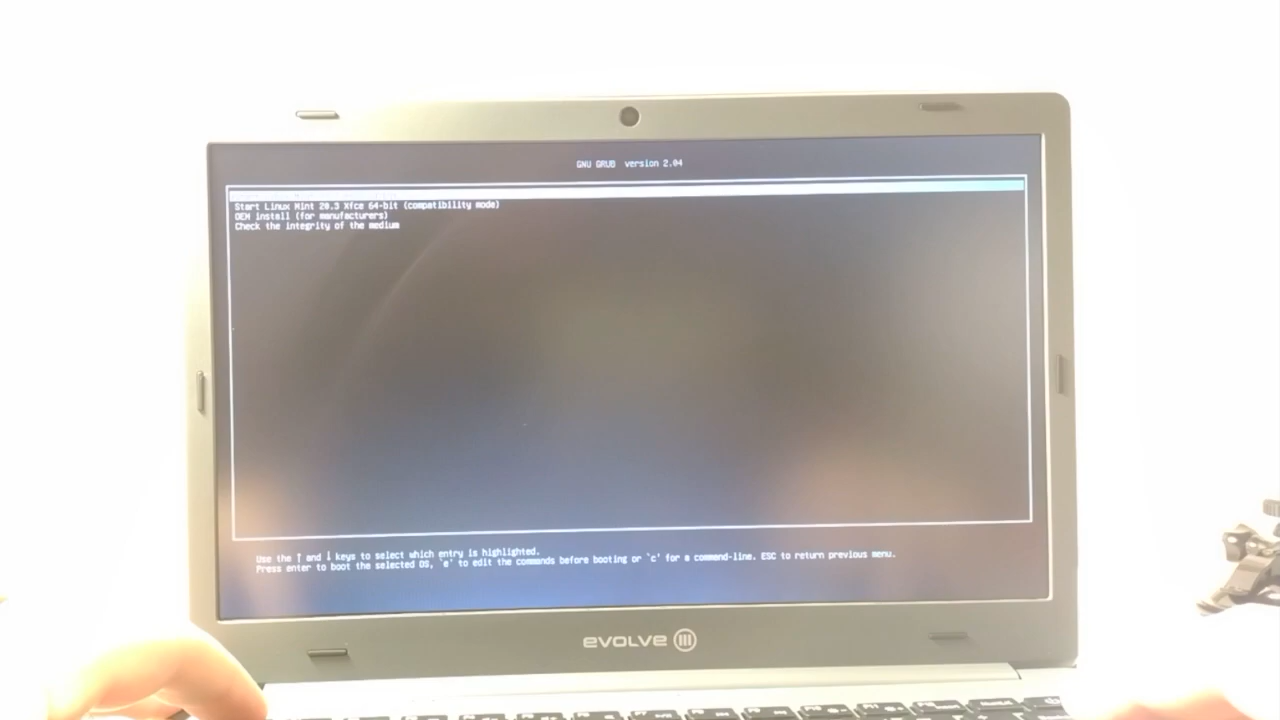 GNU GRUB version 2.04
Start Linux Mint 20.3 Xfce 64-bit (compatibility mode)
OEM install (for manufacturers)
Check the integrity of the medium
Use the ↑ and ↓ keys to select which entry is highlighted.
Press enter to boot the selected OS, `e' to edit the commands before booting or `c' for a command-line. ESC to return previous menu.
EVOLVE III